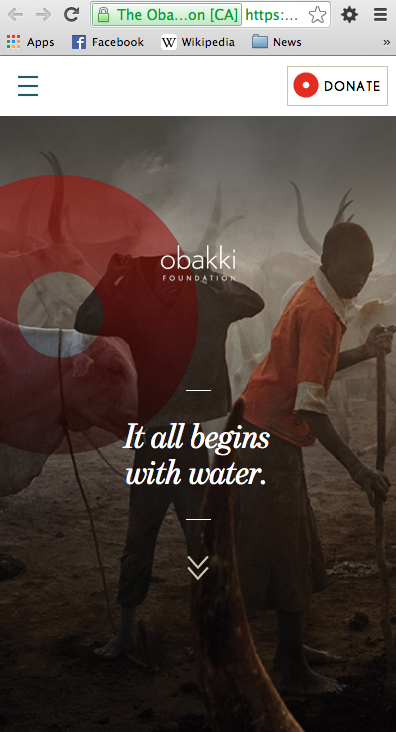 The Oba...on [CA] https:...
Apps Facebook W Wikipedia News »
DONATE
obakki
FOUNDATION
It all begins
with water.